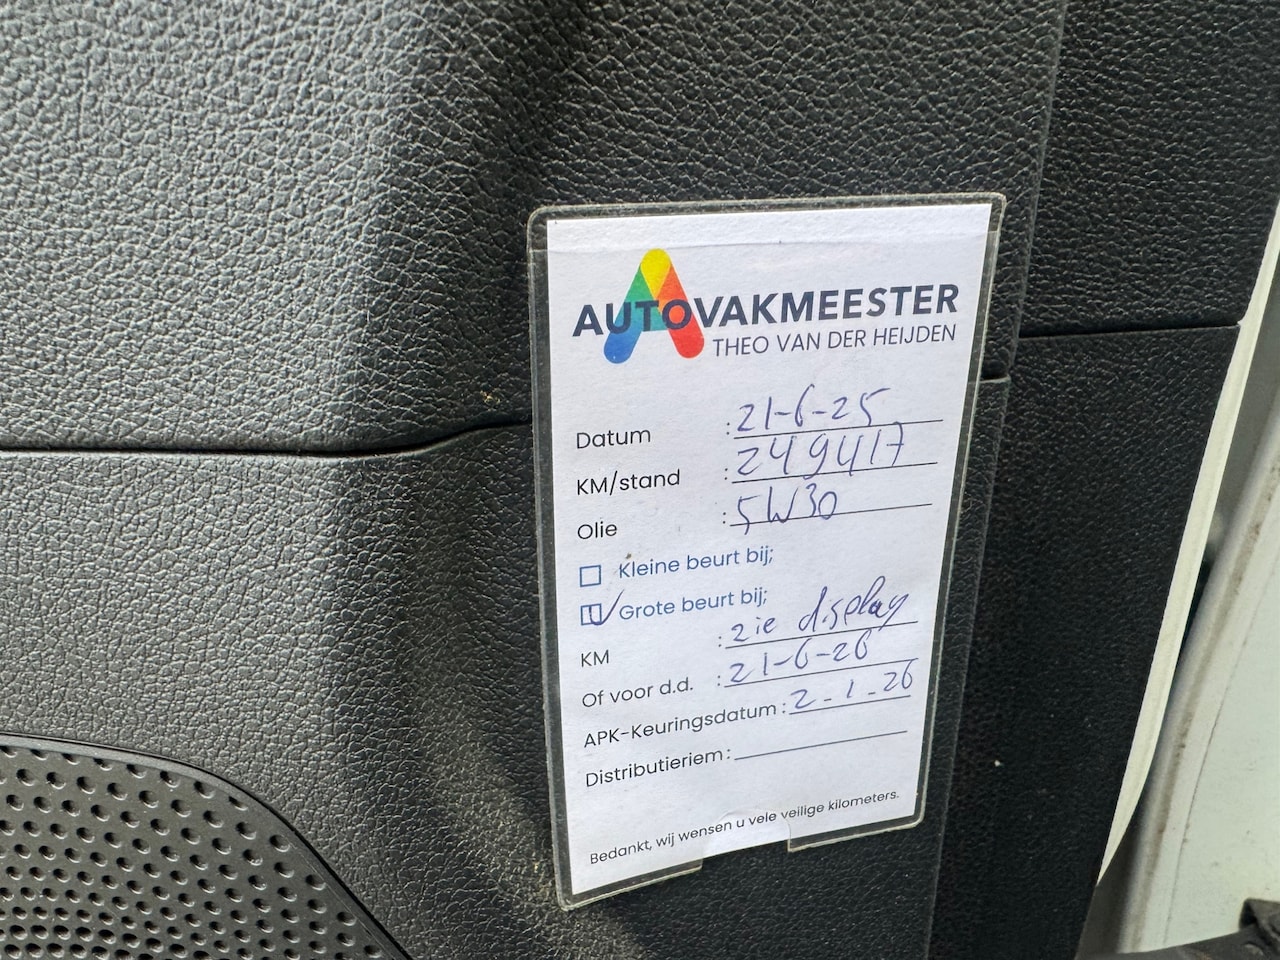 AUTOVAKMEESTER
THEO VAN DER HEIJDEN
Datum : 21-6-25
KM/stand : 249417
Olie : 5W30
Kleine beurt bij;
Grote beurt bij;
KM : zie display
Of voor d.d. : 21-6-26
APK-Keuringsdatum : 2-1-26
Distributieriem :
Bedankt, wij wensen u vele veilige kilometers.